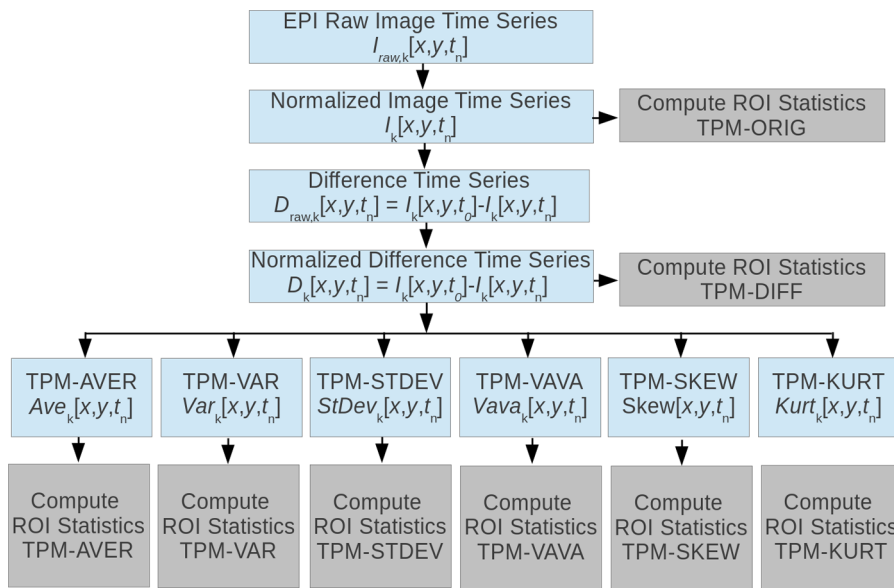 EPI Raw Image Time Series
I_raw,k[x,y,t_n]
Normalized Image Time Series
I_k[x,y,t_n]
Compute ROI Statistics
TPM-ORIG
Difference Time Series
D_raw,k[x,y,t_n] = I_k[x,y,t_0]-I_k[x,y,t_n]
Normalized Difference Time Series
D_k[x,y,t_n] = I_k[x,y,t_0]-I_k[x,y,t_n]
Compute ROI Statistics
TPM-DIFF
TPM-AVER
Ave_k[x,y,t_n]
TPM-VAR
Var_k[x,y,t_n]
TPM-STDEV
StDev_k[x,y,t_n]
TPM-VAVA
Vava_k[x,y,t_n]
TPM-SKEW
Skew[x,y,t_n]
TPM-KURT
Kurt_k[x,y,t_n]
Compute
ROI Statistics
TPM-AVER
Compute
ROI Statistics
TPM-VAR
Compute
ROI Statistics
TPM-STDEV
Compute
ROI Statistics
TPM-VAVA
Compute
ROI Statistics
TPM-SKEW
Compute
ROI Statistics
TPM-KURT